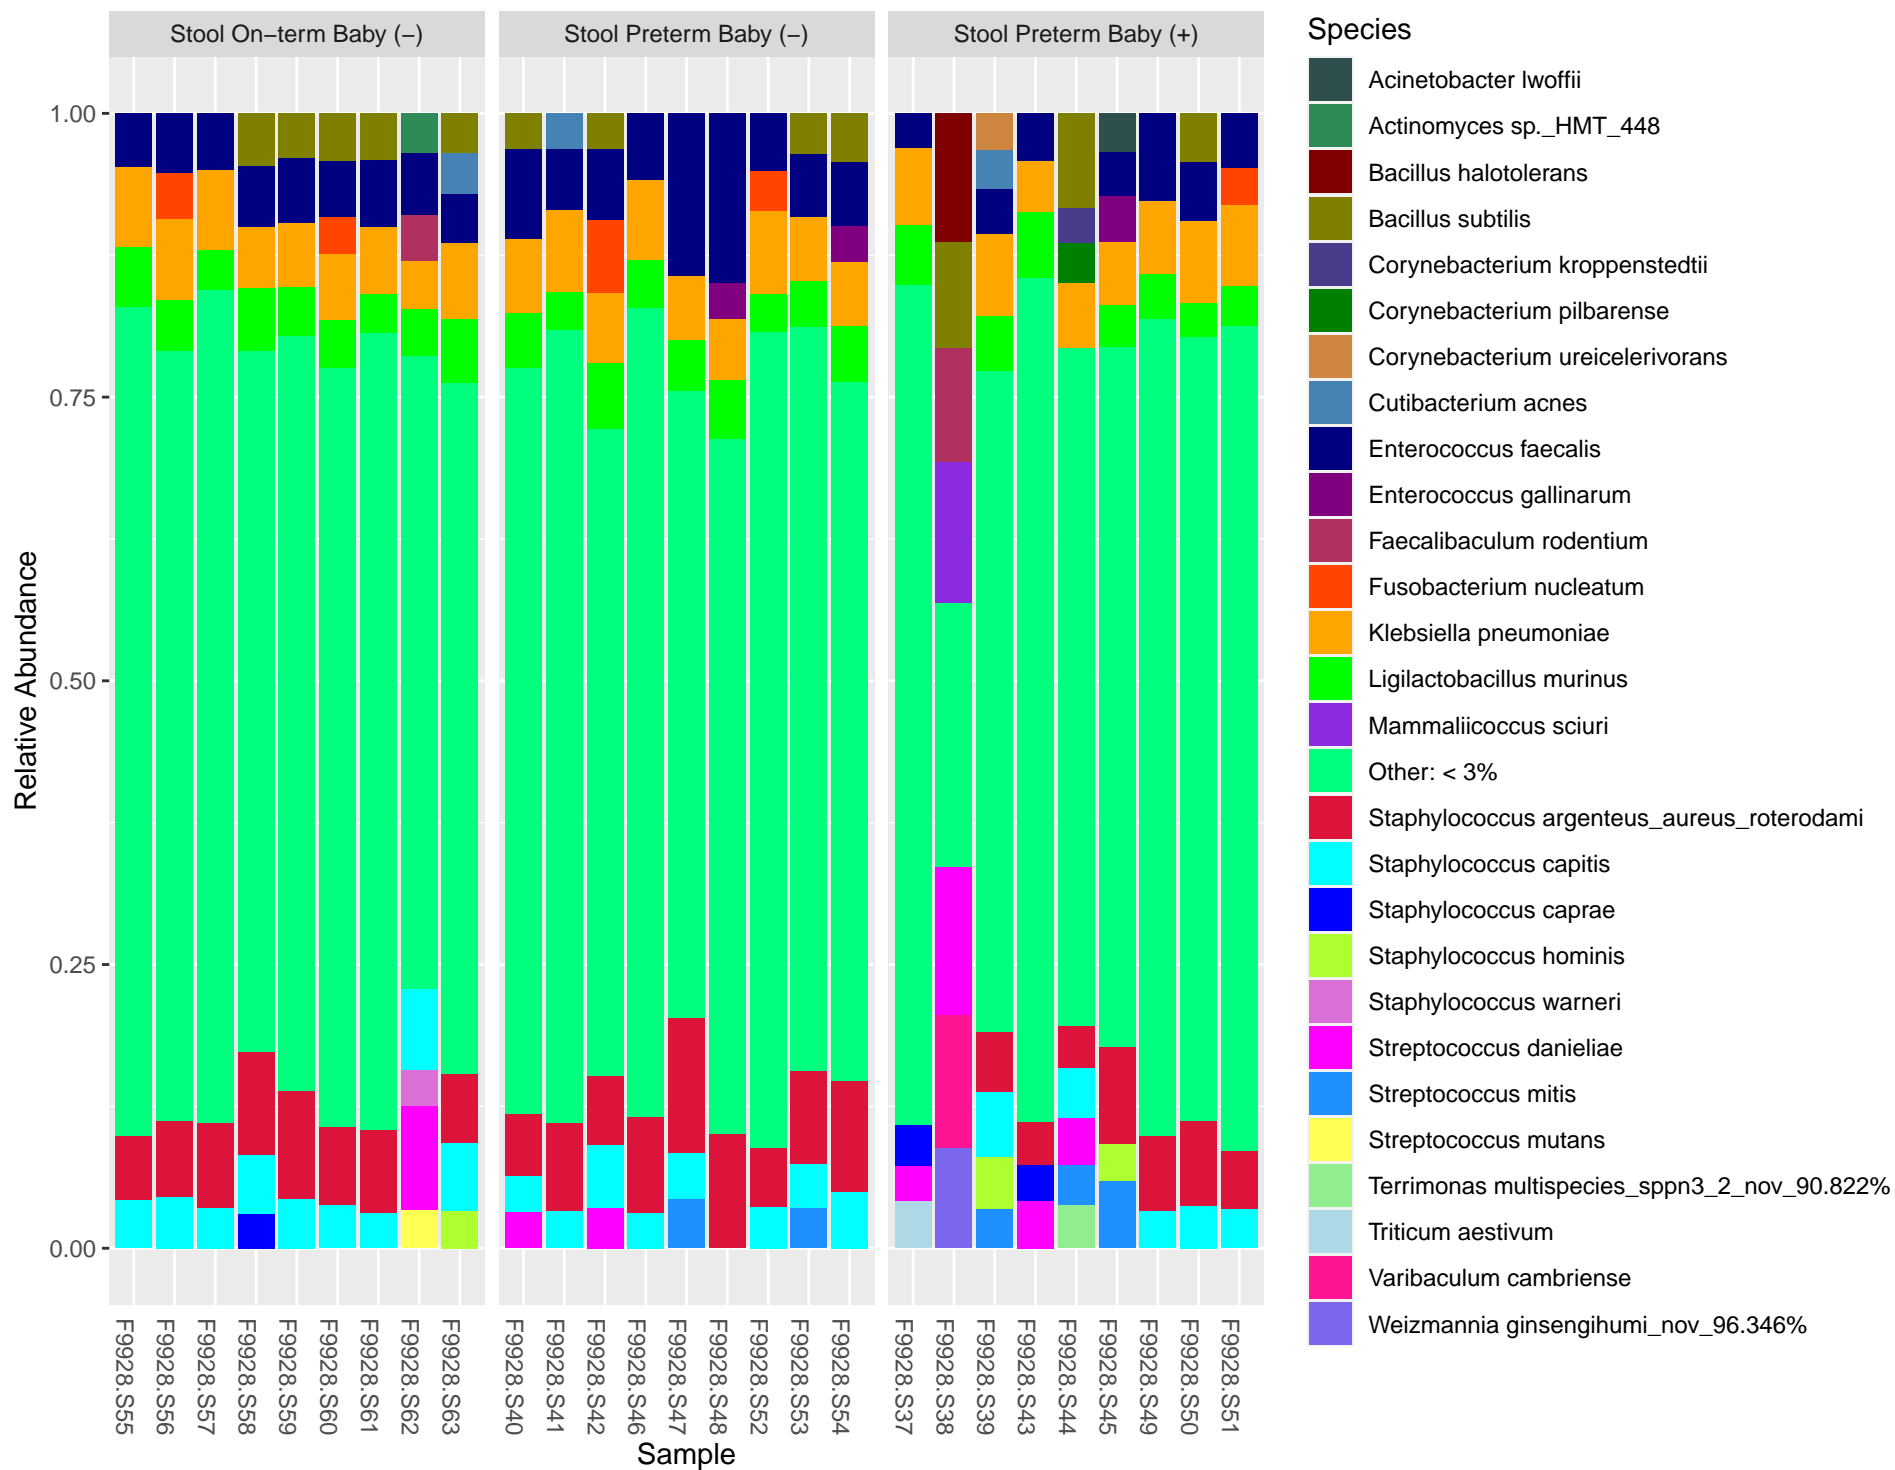 Stool On-term Baby (-)
Stool Preterm Baby (-)
Stool Preterm Baby (+)
Relative Abundance
1.00
0.75
0.50
0.25
0.00
F9928.S55
F9928.S56
F9928.S57
F9928.S58
F9928.S59
F9928.S60
F9928.S61
F9928.S62
F9928.S63
F9928.S40
F9928.S41
F9928.S42
F9928.S46
F9928.S47
F9928.S48
F9928.S52
F9928.S53
F9928.S54
F9928.S37
F9928.S38
F9928.S39
F9928.S43
F9928.S44
F9928.S45
F9928.S49
F9928.S50
F9928.S51
Sample
Species
Acinetobacter lwoffii
Actinomyces sp._HMT_448
Bacillus halotolerans
Bacillus subtilis
Corynebacterium kroppenstedtii
Corynebacterium pilbarense
Corynebacterium ureicelerivorans
Cutibacterium acnes
Enterococcus faecalis
Enterococcus gallinarum
Faecalibaculum rodentium
Fusobacterium nucleatum
Klebsiella pneumoniae
Ligilactobacillus murinus
Mammaliicoccus sciuri
Other: < 3%
Staphylococcus argenteus_aureus_roterodami
Staphylococcus capitis
Staphylococcus caprae
Staphylococcus hominis
Staphylococcus warneri
Streptococcus danieliae
Streptococcus mitis
Streptococcus mutans
Terrimonas multispecies_sppn3_2_nov_90.822%
Triticum aestivum
Varibaculum cambriense
Weizmannia ginsengihumi_nov_96.346%